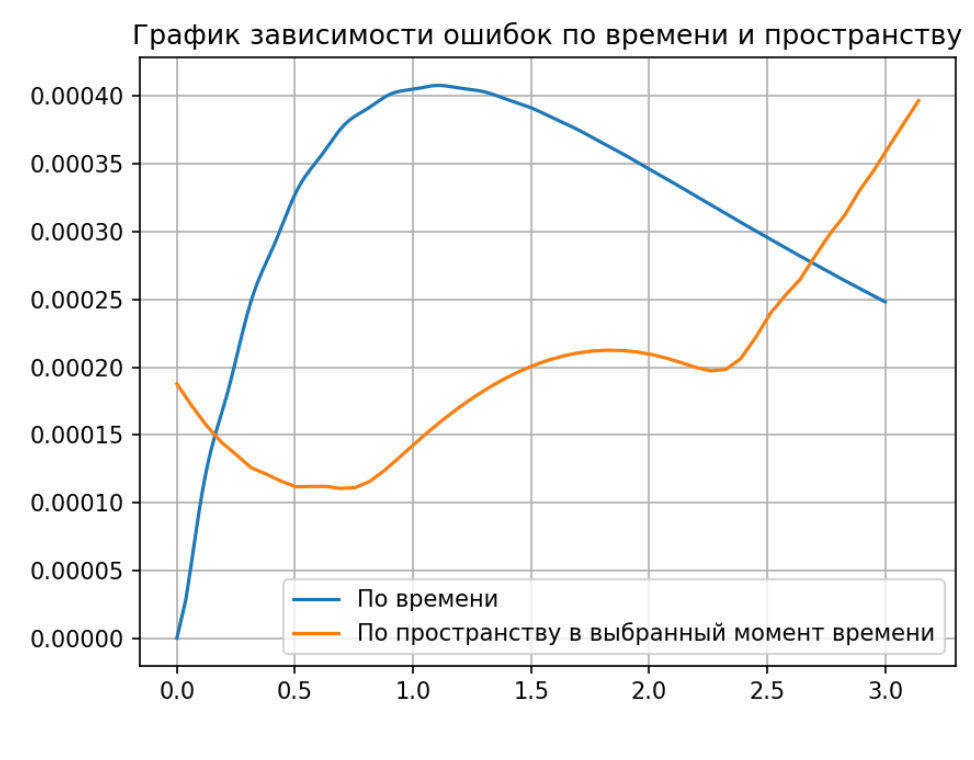 График зависимости ошибок по времени и пространству
0.00040
0.00035
0.00030
0.00025
0.00020
0.00015
0.00010
0.00005
0.00000
По времени
По пространству в выбранный момент времени
0.0 0.5 1.0 1.5 2.0 2.5 3.0